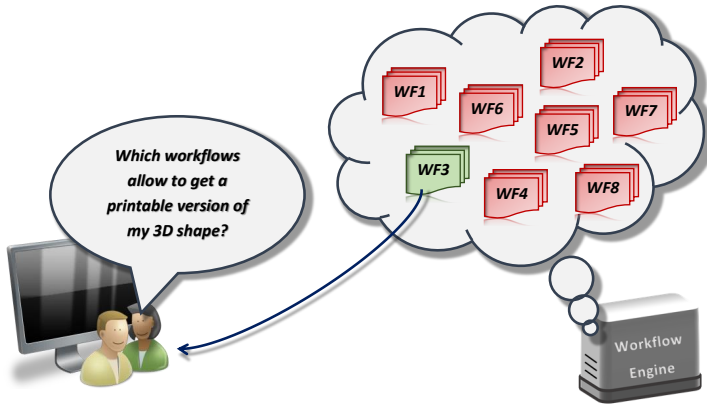 WF2
WF1
WF6
WF7
WF5
Which workflows
allow to get a
printable version of
my 3D shape?
WF3
WF4
WF8
Workflow
Engine